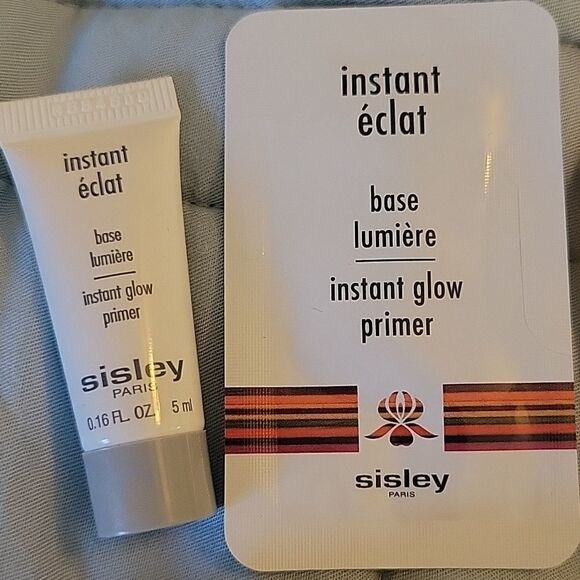 instant
éclat
base
lumière
instant glow
primer
sisley
PARIS
0.16 FL. OZ. 5 ml
instant
éclat
base
lumière
instant glow
primer
sisley
PARIS